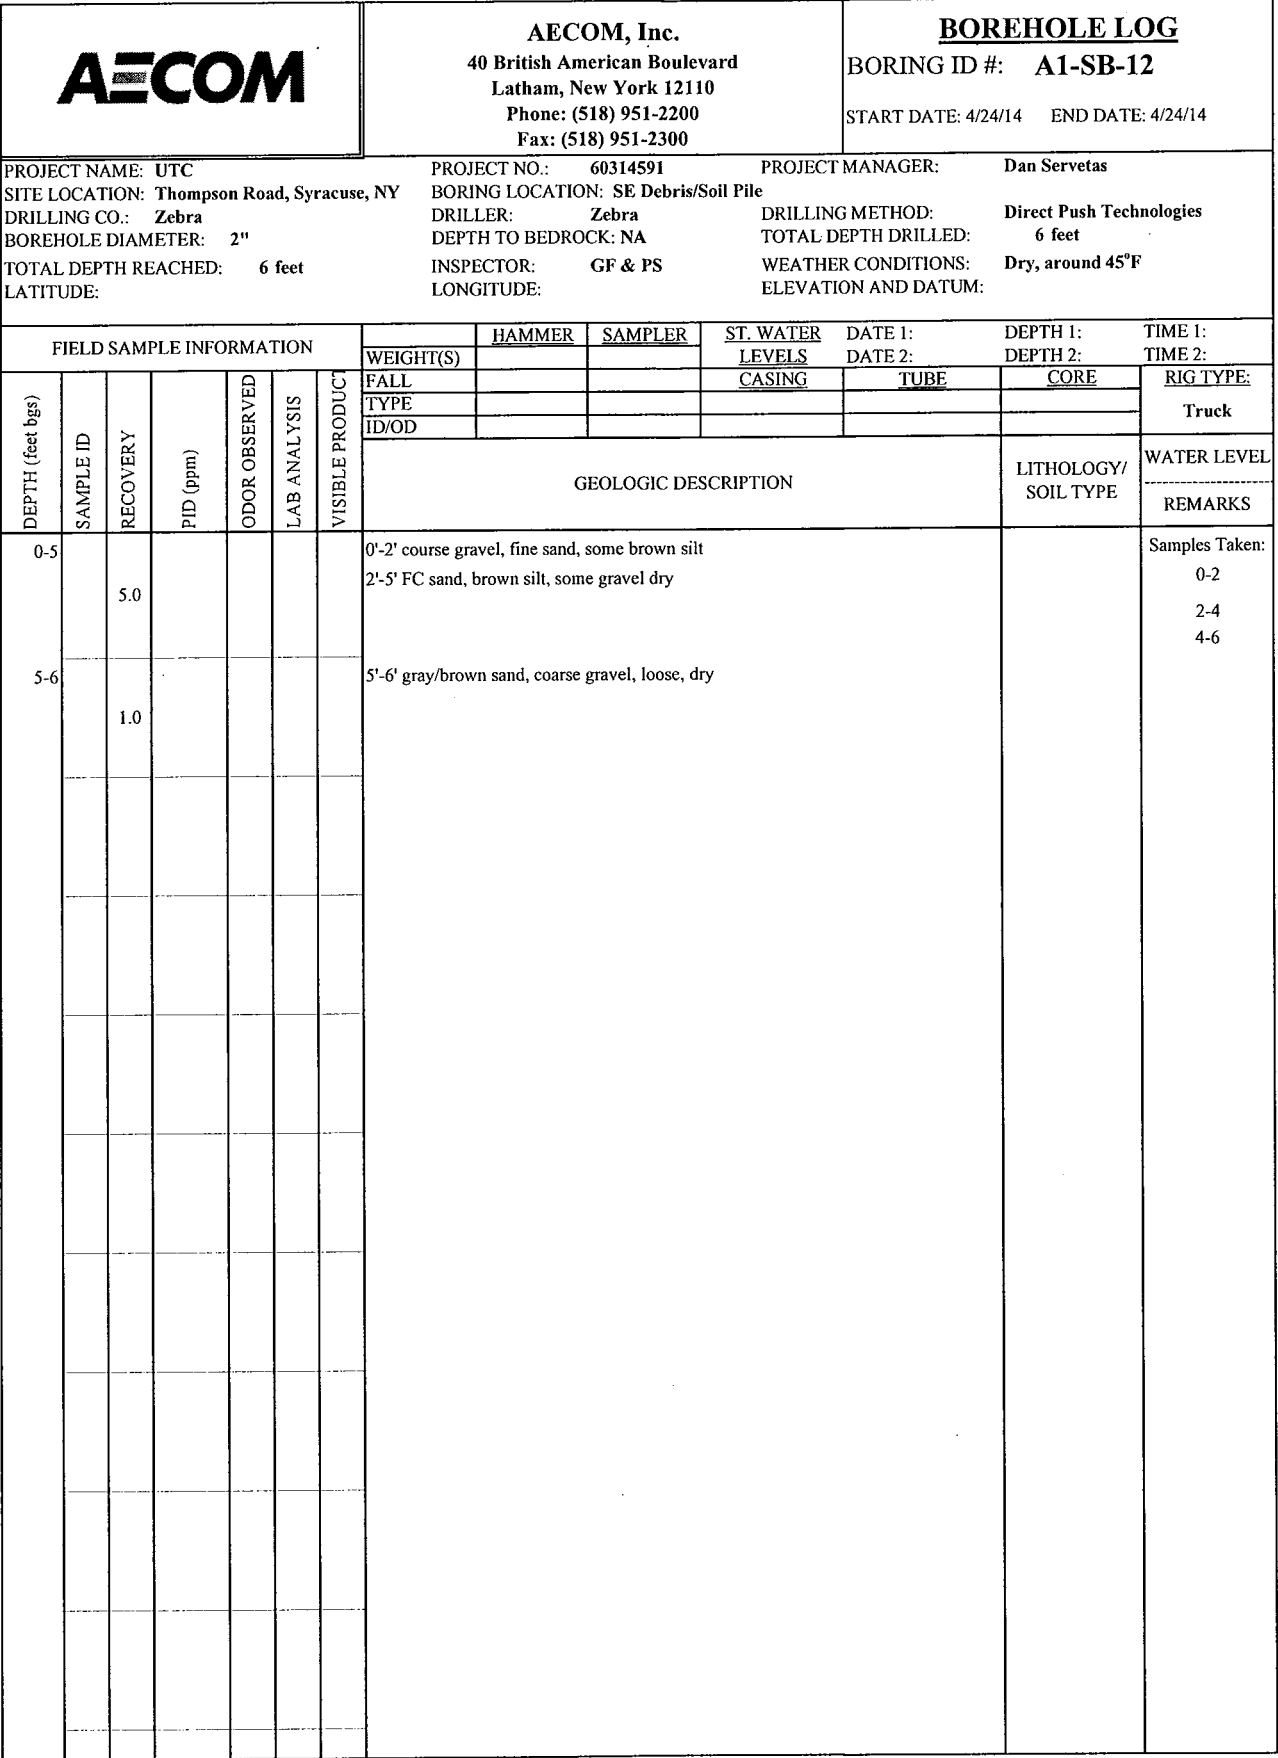 AECOM
AECOM, Inc.
40 British American Boulevard
Latham, New York 12110
Phone: (518) 951-2200
Fax: (518) 951-2300
BOREHOLE LOG
BORING ID #: A1-SB-12
START DATE: 4/24/14 END DATE: 4/24/14
PROJECT NAME: UTC PROJECT NO.: 60314591 PROJECT MANAGER: Dan Servetas
SITE LOCATION: Thompson Road, Syracuse, NY BORING LOCATION: SE Debris/Soil Pile
DRILLING CO.: Zebra DRILLER: Zebra DRILLING METHOD: Direct Push Technologies
BOREHOLE DIAMETER: 2" DEPTH TO BEDROCK: NA TOTAL DEPTH DRILLED: 6 feet
TOTAL DEPTH REACHED: 6 feet INSPECTOR: GF & PS WEATHER CONDITIONS: Dry, around 45°F
LATITUDE: LONGITUDE: ELEVATION AND DATUM:
FIELD SAMPLE INFORMATION
HAMMER SAMPLER ST. WATER DATE 1: DEPTH 1: TIME 1:
WEIGHT(S) LEVELS DATE 2: DEPTH 2: TIME 2:
FALL CASING TUBE CORE RIG TYPE:
TYPE Truck
ID/OD
DEPTH (feet bgs)
SAMPLE ID
RECOVERY
PID (ppm)
ODOR OBSERVED
LAB ANALYSIS
VISIBLE PRODUCT
GEOLOGIC DESCRIPTION
LITHOLOGY/
SOIL TYPE
WATER LEVEL
REMARKS
0-5 0'-2' course gravel, fine sand, some brown silt Samples Taken:
2'-5' FC sand, brown silt, some gravel dry 0-2
5.0
2-4
4-6
5-6 5'-6' gray/brown sand, coarse gravel, loose, dry
1.0